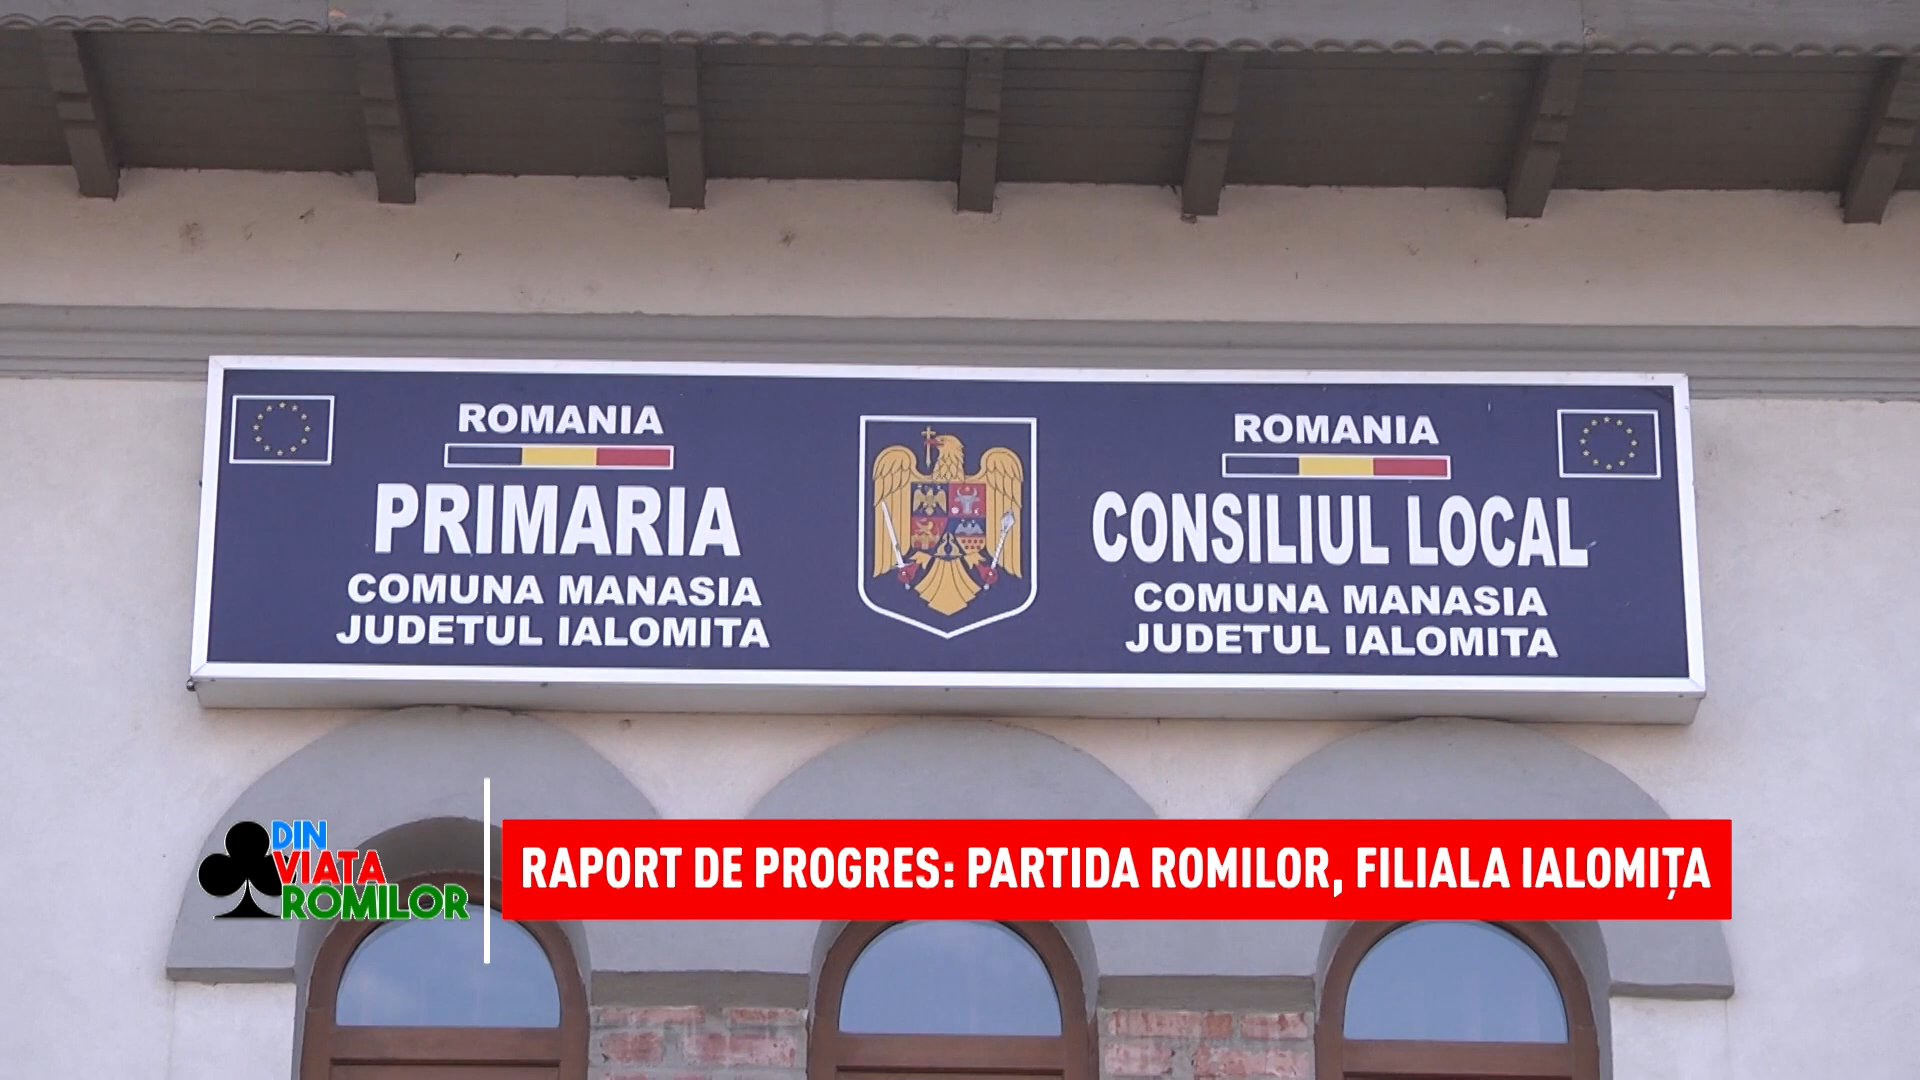 ROMANIA
PRIMARIA
COMUNA MANASIA
JUDETUL IALOMITA
ROMANIA
CONSILIUL LOCAL
COMUNA MANASIA
JUDETUL IALOMITA
DIN
VIATA
ROMILOR
RAPORT DE PROGRES: PARTIDA ROMILOR, FILIALA IALOMIȚA